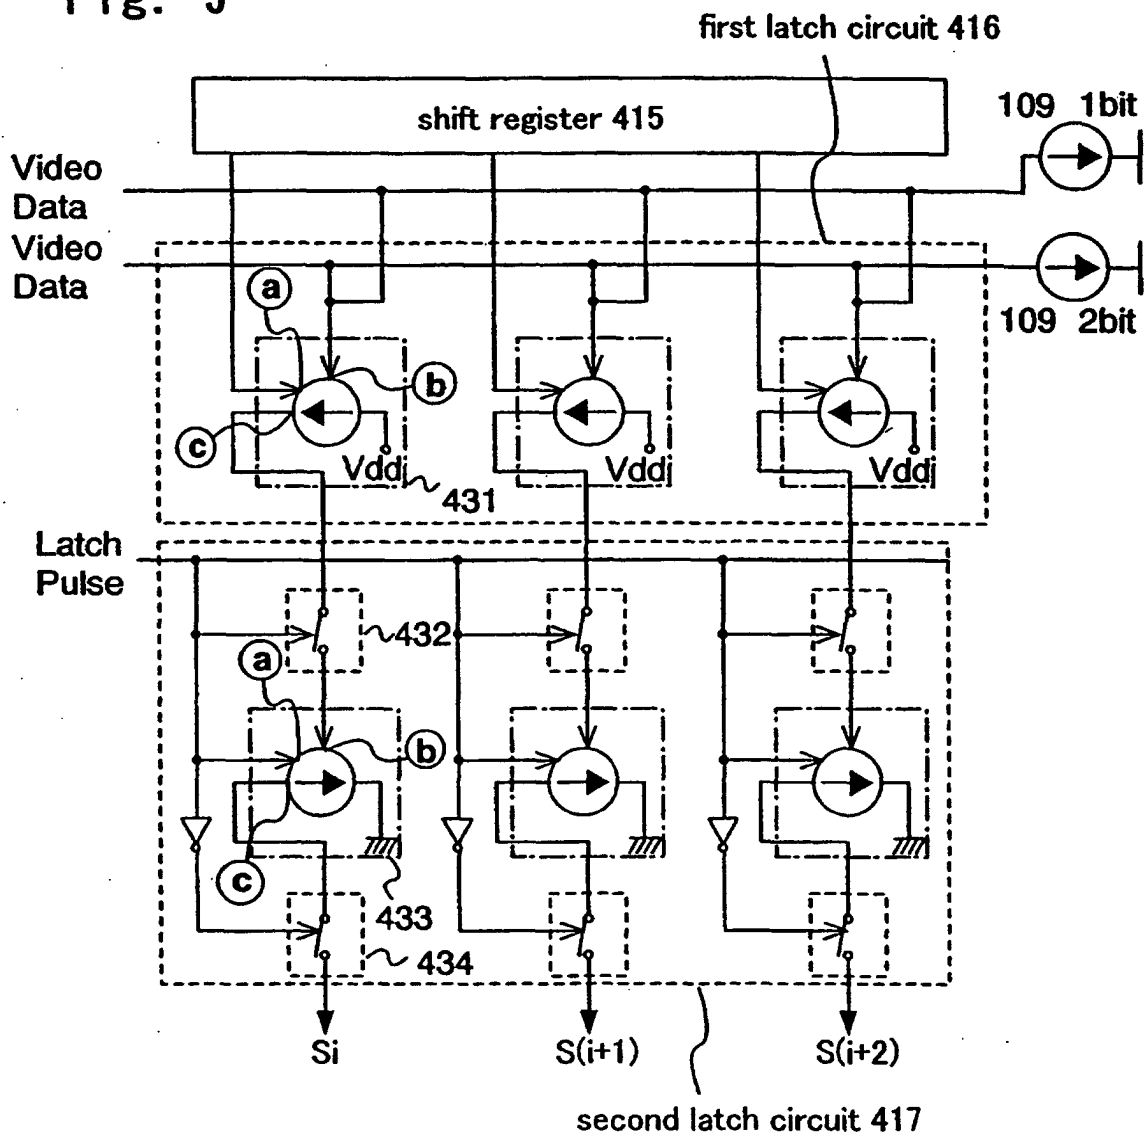 Fig. 5
first latch circuit 416
shift register 415
109 1bit
Video
Data
Video
Data
109 2bit
a
b
c
Vdd
Vdd
Vdd
431
Latch
Pulse
432
a
b
c
433
434
Si
S(i+1)
S(i+2)
second latch circuit 417